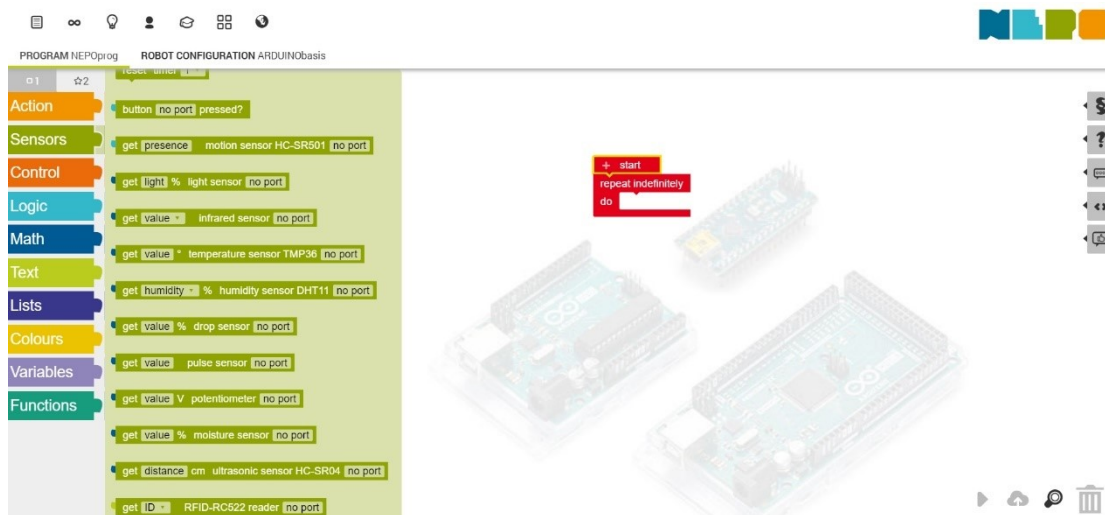 NEPO
PROGRAM NEPOprog
ROBOT CONFIGURATION ARDUINObasis
1
2
Action
Sensors
Control
Logic
Math
Text
Lists
Colours
Variables
Functions
reset timer 1
button no port pressed?
get presence motion sensor HC-SR501 no port
get light % light sensor no port
get value infrared sensor no port
get value ° temperature sensor TMP36 no port
get humidity % humidity sensor DHT11 no port
get value % drop sensor no port
get value pulse sensor no port
get value V potentiometer no port
get value % moisture sensor no port
get distance cm ultrasonic sensor HC-SR04 no port
get ID RFID-RC522 reader no port
+ start
repeat indefinitely
do